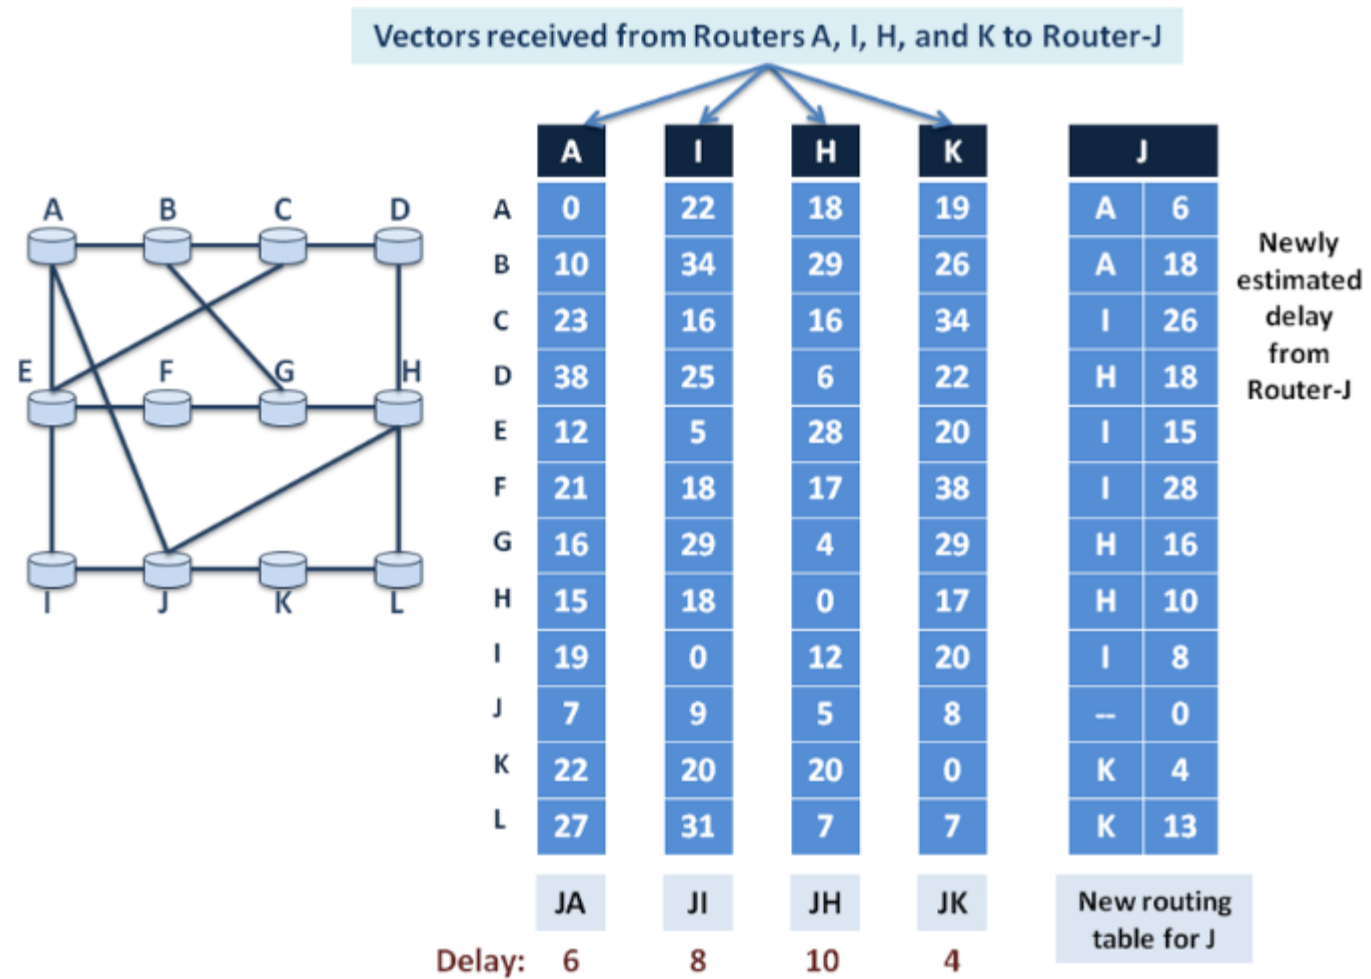 Vectors received from Routers A, I, H, and K to Router-J
A I H K J
A 0 22 18 19 A 6
B 10 34 29 26 A 18
C 23 16 16 34 I 26
D 38 25 6 22 H 18
E 12 5 28 20 I 15
F 21 18 17 38 I 28
G 16 29 4 29 H 16
H 15 18 0 17 H 10
I 19 0 12 20 I 8
J 7 9 5 8 -- 0
K 22 20 20 0 K 4
L 27 31 7 7 K 13
JA JI JH JK
Delay: 6 8 10 4
Newly
estimated
delay
from
Router-J
New routing
table for J
A B C D
E F G H
I J K L